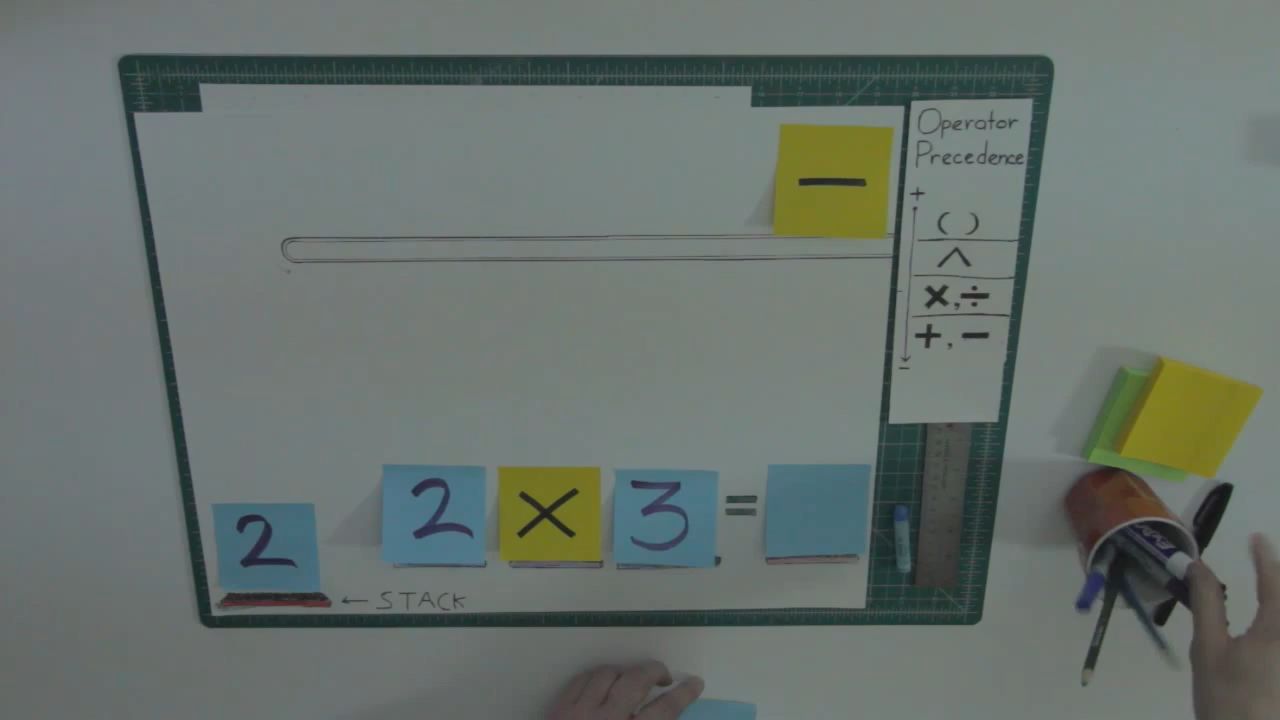 −
Operator
Precedence
+
( )
^
×, ÷
+, −
−
2 × 3 =
2
← STACK